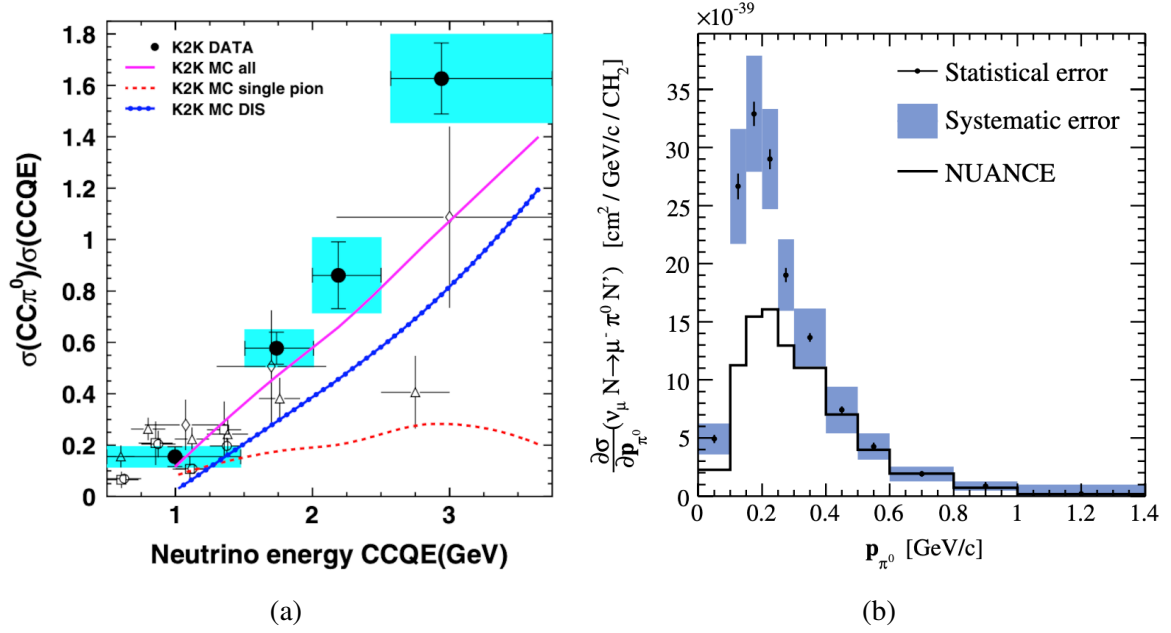 σ(CCπ⁰)/σ(CCQE)
1.8
1.6
1.4
1.2
1
0.8
0.6
0.4
0.2
0
K2K DATA
K2K MC all
K2K MC single pion
K2K MC DIS
1 2 3
Neutrino energy CCQE(GeV)
(a)
×10⁻³⁹
∂σ/∂p_π⁰ (ν_μ N→μ⁻ π⁰ N') [cm² / GeV/c / CH₂]
35
30
25
20
15
10
5
0
Statistical error
Systematic error
NUANCE
0 0.2 0.4 0.6 0.8 1 1.2 1.4
p_π⁰ [GeV/c]
(b)